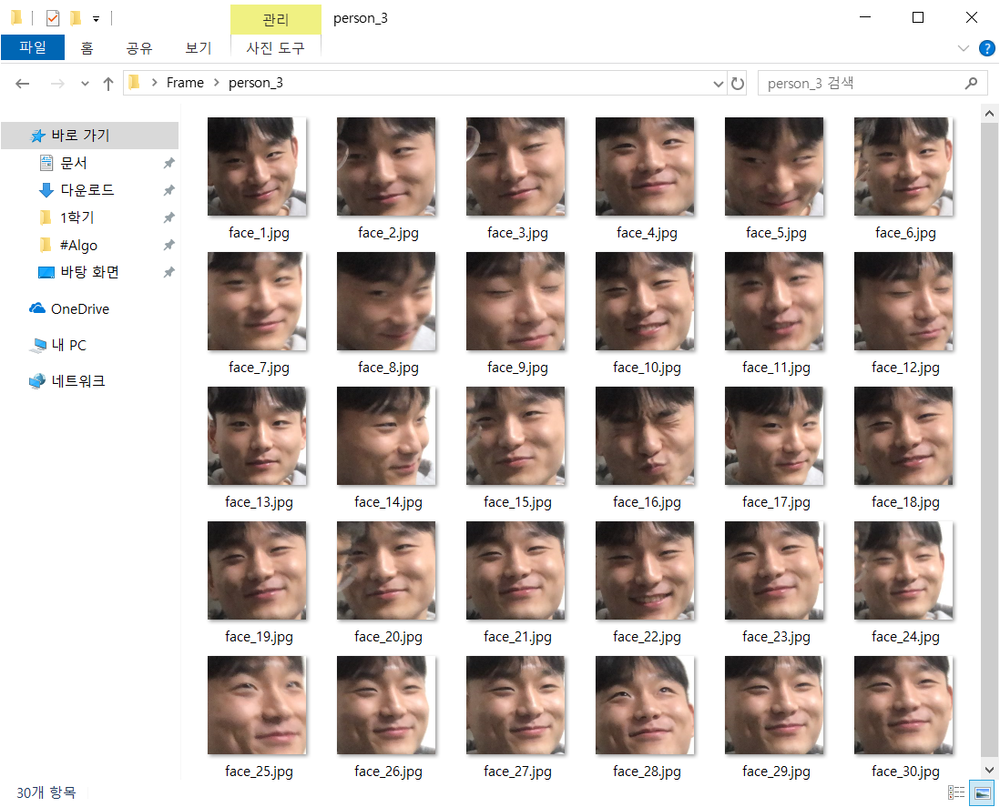 관리
person_3
파일
홈
공유
보기
사진 도구
?
Frame
person_3
person_3 검색
바로 가기
문서
다운로드
1학기
#Algo
바탕 화면
OneDrive
내 PC
네트워크
face_1.jpg
face_2.jpg
face_3.jpg
face_4.jpg
face_5.jpg
face_6.jpg
face_7.jpg
face_8.jpg
face_9.jpg
face_10.jpg
face_11.jpg
face_12.jpg
face_13.jpg
face_14.jpg
face_15.jpg
face_16.jpg
face_17.jpg
face_18.jpg
face_19.jpg
face_20.jpg
face_21.jpg
face_22.jpg
face_23.jpg
face_24.jpg
face_25.jpg
face_26.jpg
face_27.jpg
face_28.jpg
face_29.jpg
face_30.jpg
30개 항목